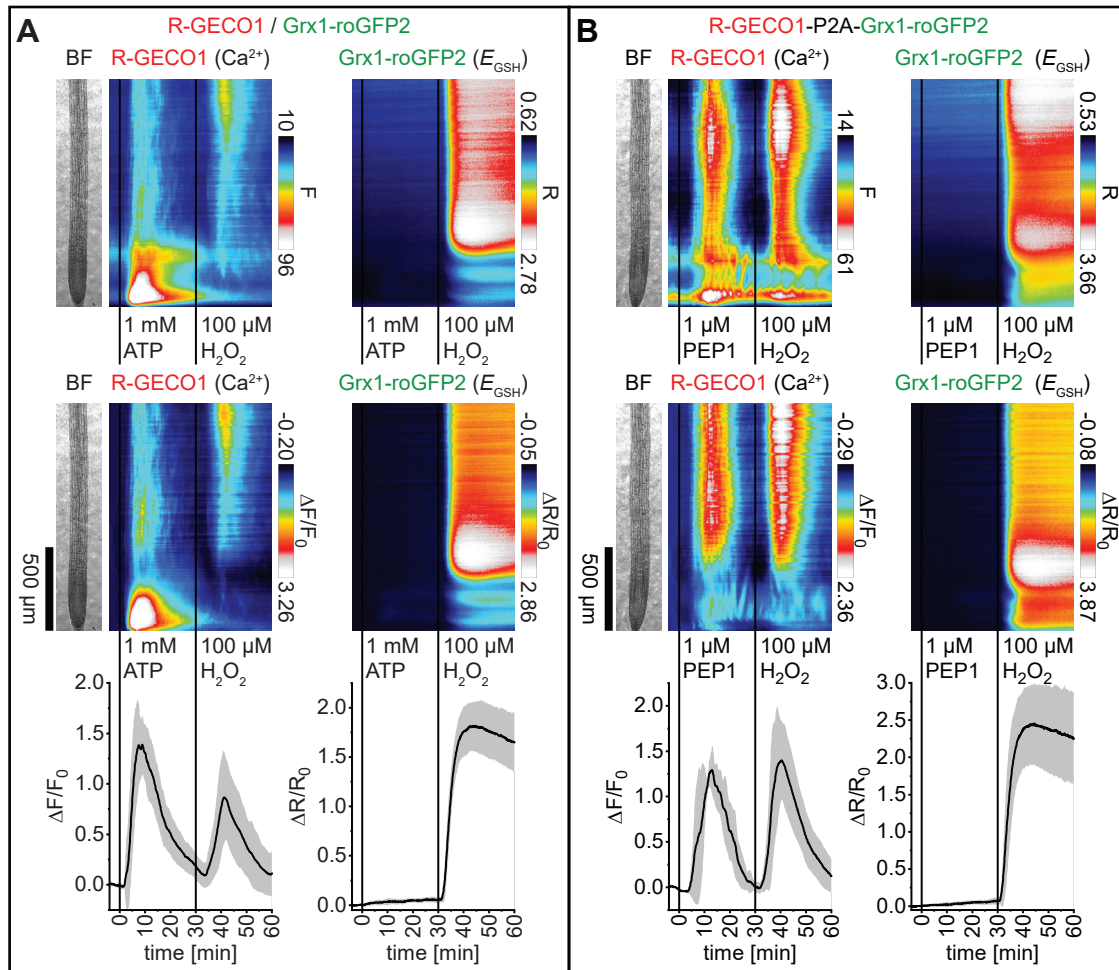 A
R-GECO1 / Grx1-roGFP2
BF R-GECO1 (Ca²⁺) Grx1-roGFP2 (E_GSH)
10 F 96
0.62 R 2.78
1 mM ATP
100 µM H₂O₂
1 mM ATP
100 µM H₂O₂
BF R-GECO1 (Ca²⁺) Grx1-roGFP2 (E_GSH)
500 µm
-0.20 ΔF/F₀ 3.26
-0.05 ΔR/R₀ 2.86
1 mM ATP
100 µM H₂O₂
1 mM ATP
100 µM H₂O₂
ΔF/F₀
2.0
1.5
1.0
0.5
0.0
0 10 20 30 40 50 60
time [min]
ΔR/R₀
2.0
1.5
1.0
0.5
0.0
0 10 20 30 40 50 60
time [min]
B
R-GECO1-P2A-Grx1-roGFP2
BF R-GECO1 (Ca²⁺) Grx1-roGFP2 (E_GSH)
14 F 61
0.53 R 3.66
1 µM PEP1
100 µM H₂O₂
1 µM PEP1
100 µM H₂O₂
BF R-GECO1 (Ca²⁺) Grx1-roGFP2 (E_GSH)
500 µm
-0.29 ΔF/F₀ 2.36
-0.08 ΔR/R₀ 3.87
1 µM PEP1
100 µM H₂O₂
1 µM PEP1
100 µM H₂O₂
ΔF/F₀
2.0
1.5
1.0
0.5
0.0
0 10 20 30 40 50 60
time [min]
ΔR/R₀
3.0
2.5
2.0
1.5
1.0
0.5
0.0
0 10 20 30 40 50 60
time [min]